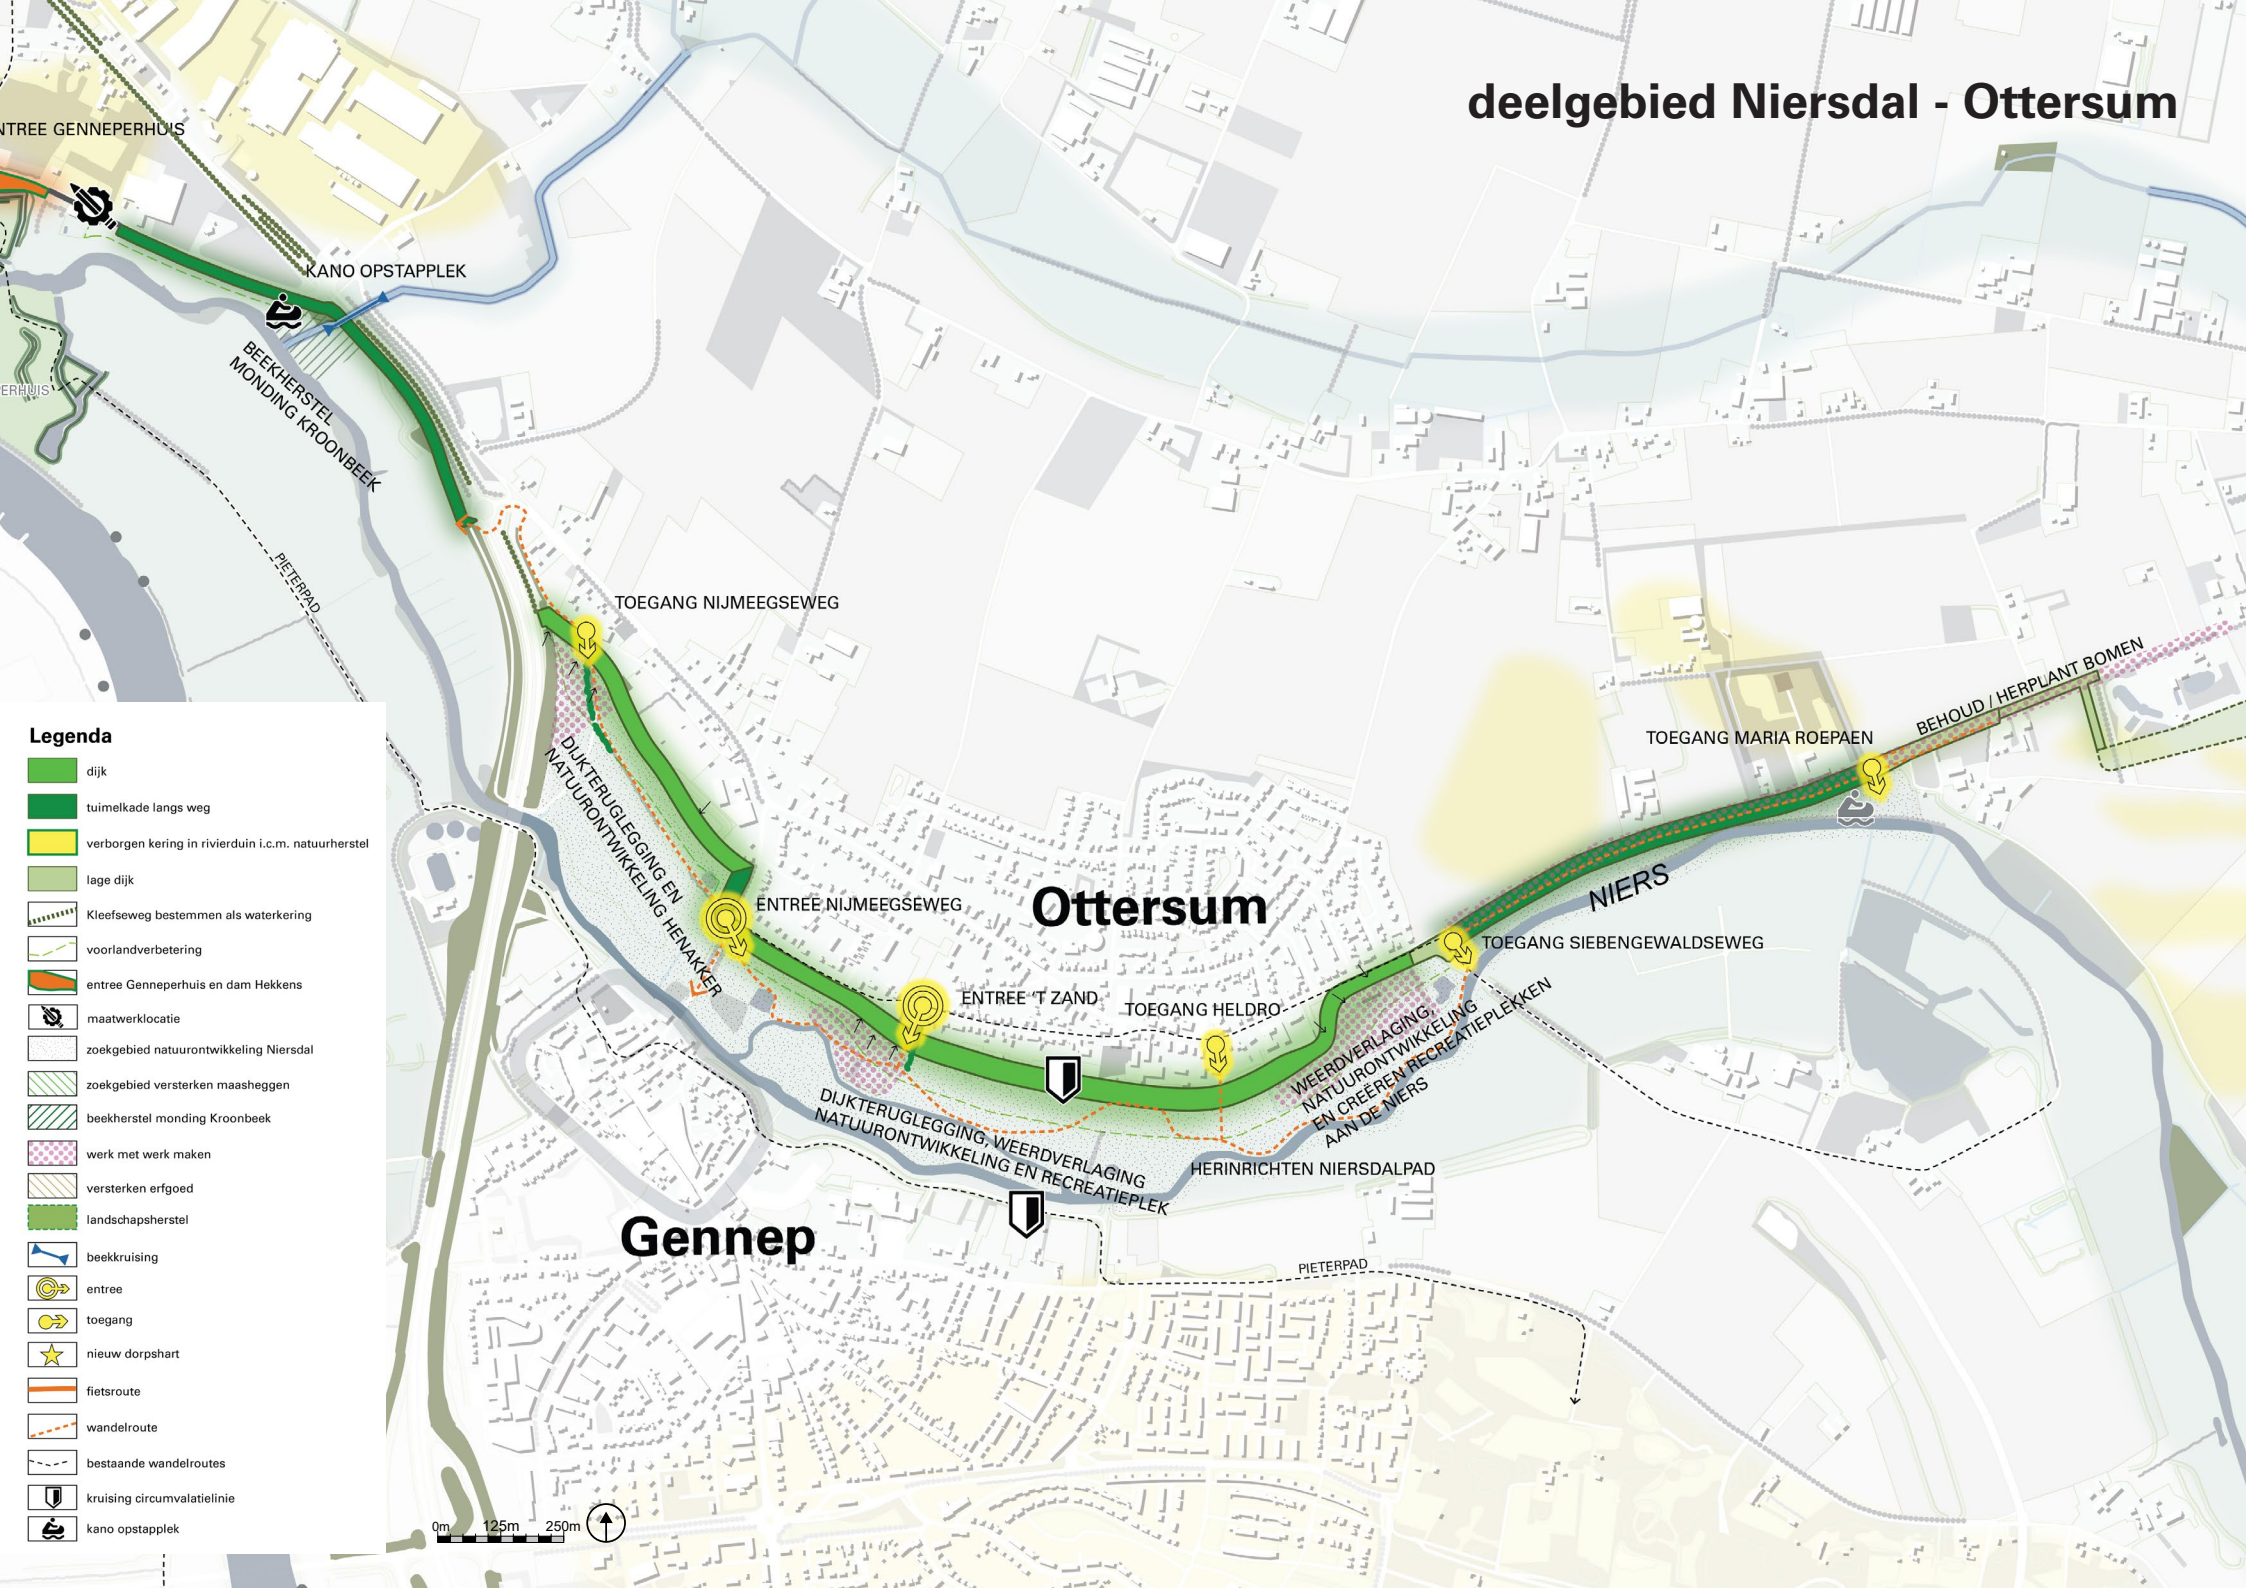 deelgebied Niersdal - Ottersum
NTREE GENNEPERHUIS
KANO OPSTAPPLEK
BEEKHERSTEL
MONDING KROONBEEK
ERHUIS
PIETERPAD
TOEGANG NIJMEEGSEWEG
DIJKTERUGLEGGING EN
NATUURONTWIKKELING HENAKKER
ENTREE NIJMEEGSEWEG
Ottersum
ENTREE 'T ZAND
TOEGANG HELDRO
TOEGANG MARIA ROEPAEN
BEHOUD / HERPLANT BOMEN
NIERS
TOEGANG SIEBENGEWALDSEWEG
WEERDVERLAGING,
NATUURONTWIKKELING
EN CREËREN RECREATIEPLEKKEN
AAN DE NIERS
DIJKTERUGLEGGING, WEERDVERLAGING
NATUURONTWIKKELING EN RECREATIEPLEK
HERINRICHTEN NIERSDALPAD
Gennep
PIETERPAD
Legenda
dijk
tuimelkade langs weg
verborgen kering in rivierduin i.c.m. natuurherstel
lage dijk
Kleefseweg bestemmen als waterkering
voorlandverbetering
entree Genneperhuis en dam Hekkens
maatwerklocatie
zoekgebied natuurontwikkeling Niersdal
zoekgebied versterken maasheggen
beekherstel monding Kroonbeek
werk met werk maken
versterken erfgoed
landschapsherstel
beekkruising
entree
toegang
nieuw dorpshart
fietsroute
wandelroute
bestaande wandelroutes
kruising circumvalatielinie
kano opstapplek
0m 125m 250m